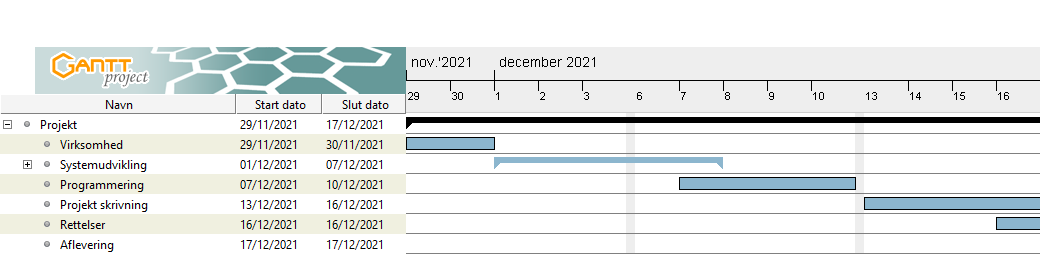 GANTT
project
nov.'2021 december 2021
29 30 1 2 3 6 7 8 9 10 13 14 15 16
Navn Start dato Slut dato
Projekt 29/11/2021 17/12/2021
Virksomhed 29/11/2021 30/11/2021
Systemudvikling 01/12/2021 07/12/2021
Programmering 07/12/2021 10/12/2021
Projekt skrivning 13/12/2021 16/12/2021
Rettelser 16/12/2021 16/12/2021
Aflevering 17/12/2021 17/12/2021